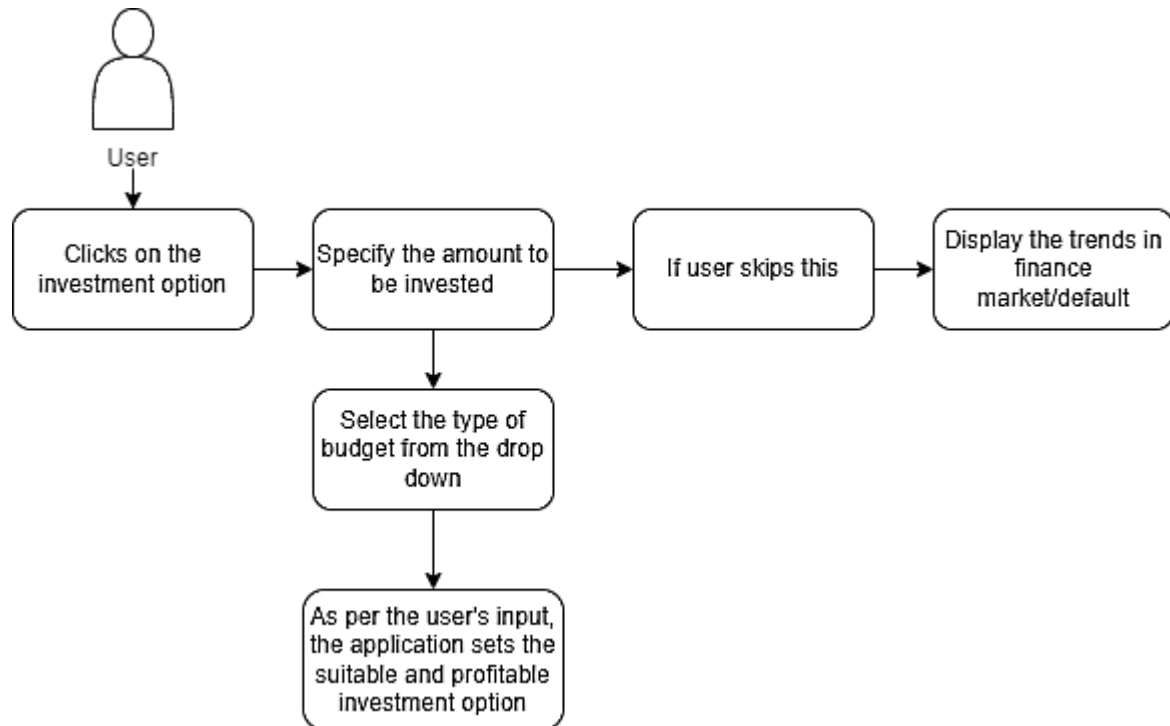 User
Clicks on the
investment option
Specify the amount to
be invested
If user skips this
Display the trends in
finance
market/default
Select the type of
budget from the drop
down
As per the user's input,
the application sets the
suitable and profitable
investment option